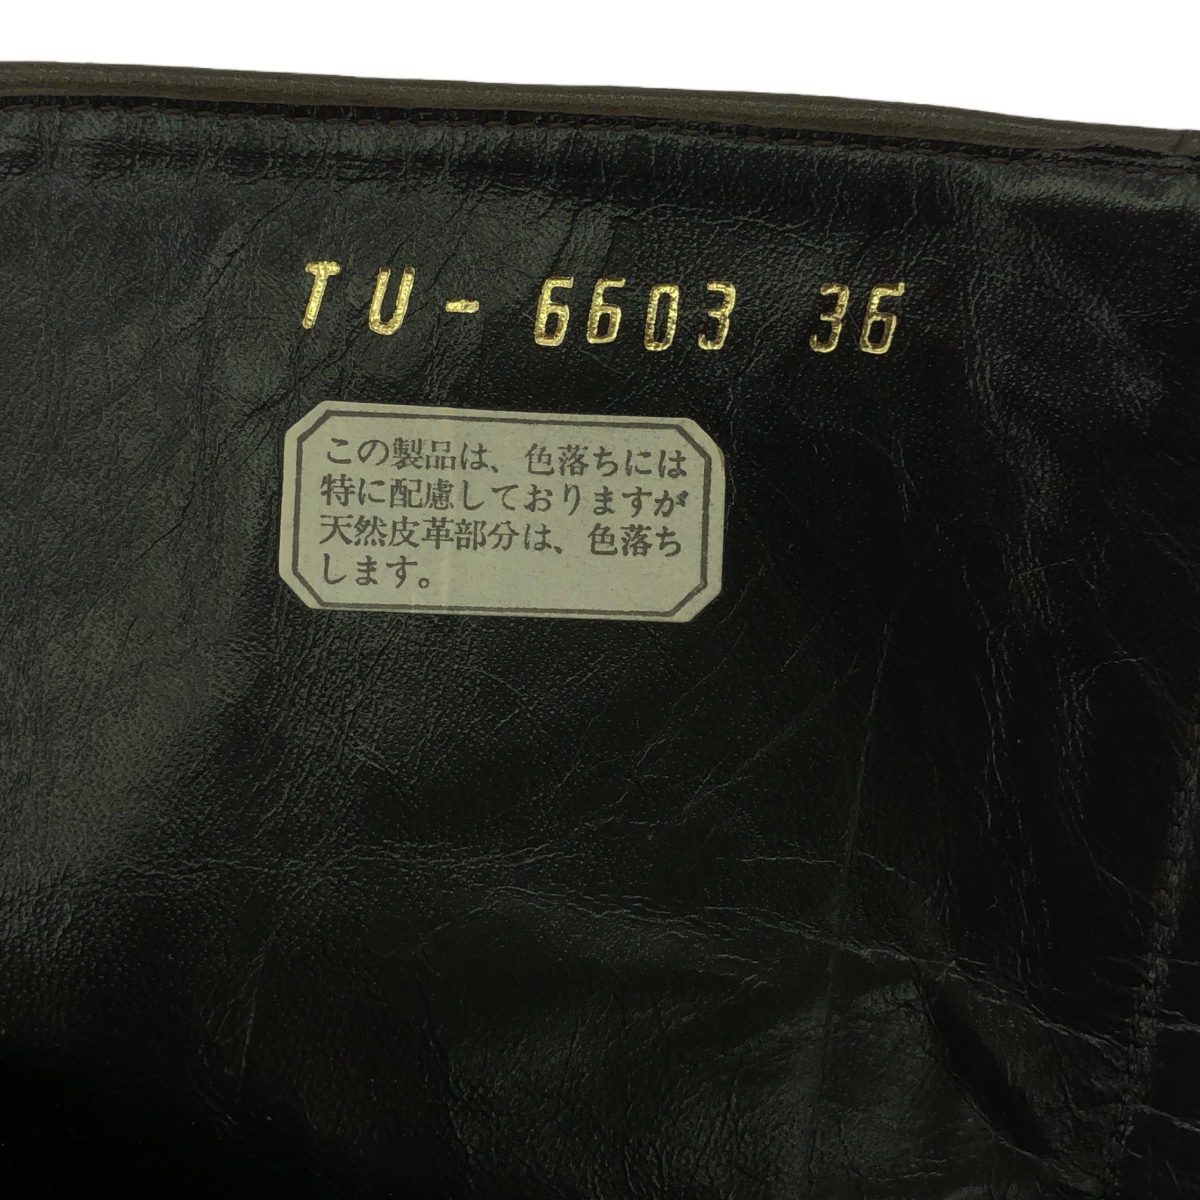 TU-6603 36
この製品は、色落ちには
特に配慮しておりますが
天然皮革部分は、色落ち
します。